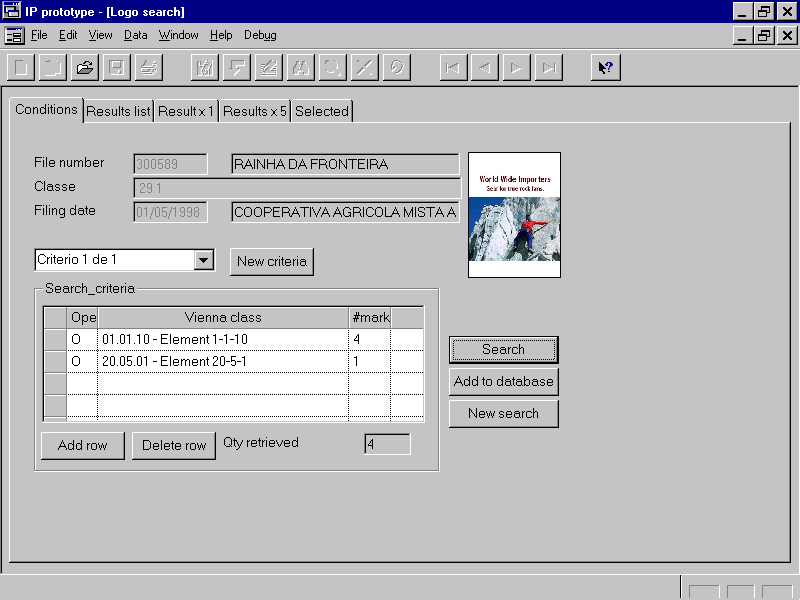 IP prototype - [Logo search]
File Edit View Data Window Help Debug
Conditions Results list Result x 1 Results x 5 Selected
File number 300589 RAINHA DA FRONTEIRA
Classe 29 1
Filing date 01/05/1998 COOPERATIVA AGRICOLA MISTA A
World Wide Importers
Gear for true rock fans.
Criterio 1 de 1 New criteria
Search_criteria
Ope Vienna class #mark
O 01.01.10 - Element 1-1-10 4
O 20.05.01 - Element 20-5-1 1
Search
Add to database
New search
Add row Delete row Qty retrieved 4